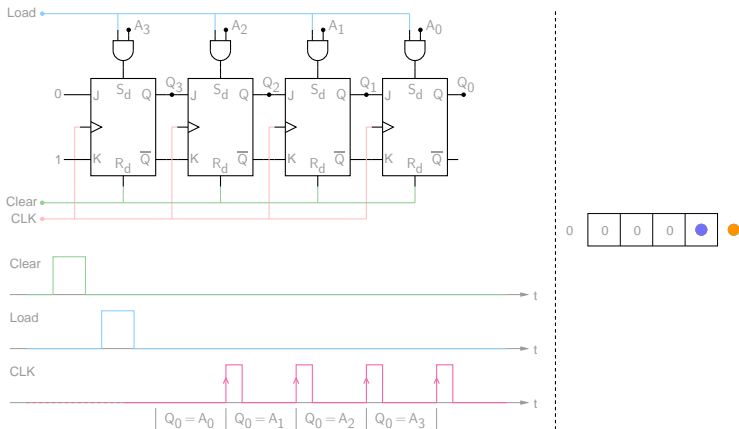 Load
A3 A2 A1 A0
Sd Sd Sd Sd
0 J Q Q3 J Q Q2 J Q Q1 J Q Q0
1 K Q̅ K Q̅ K Q̅ K Q̅
Rd Rd Rd Rd
Clear
CLK
0 0 0 0
Clear
t
Load
t
CLK
t
Q0 = A0 Q0 = A1 Q0 = A2 Q0 = A3